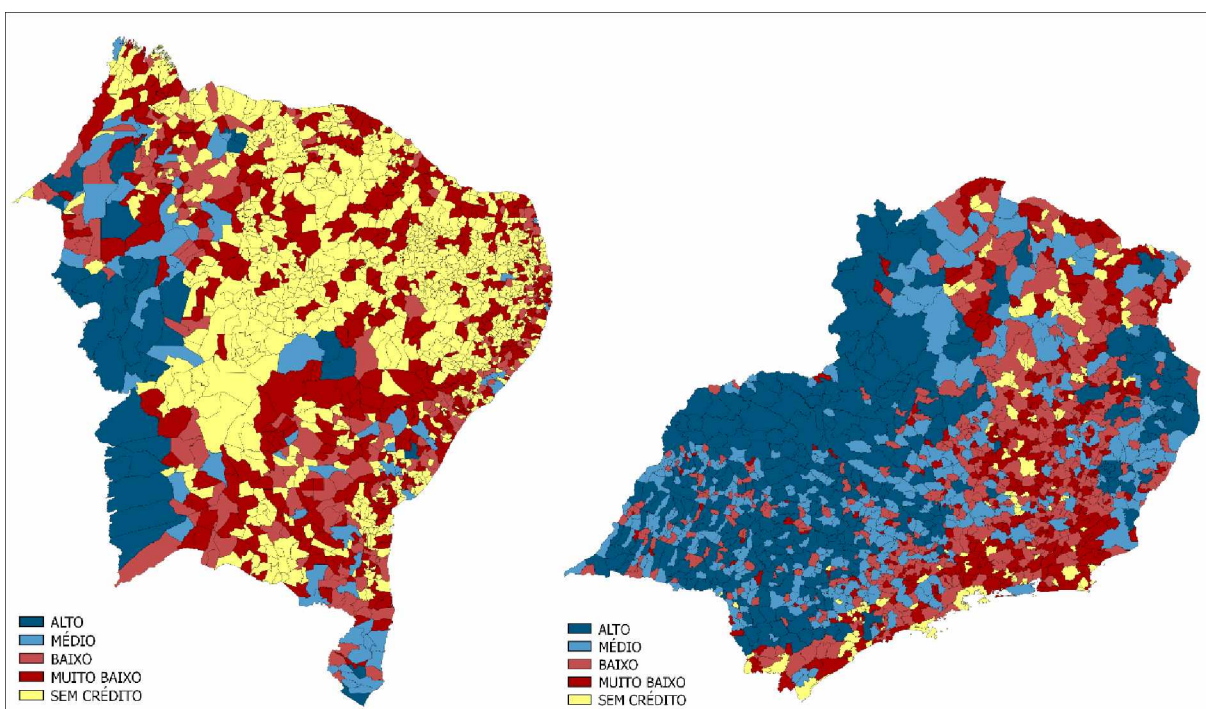 ALTO
MÉDIO
BAIXO
MUITO BAIXO
SEM CRÉDITO
ALTO
MÉDIO
BAIXO
MUITO BAIXO
SEM CRÉDITO